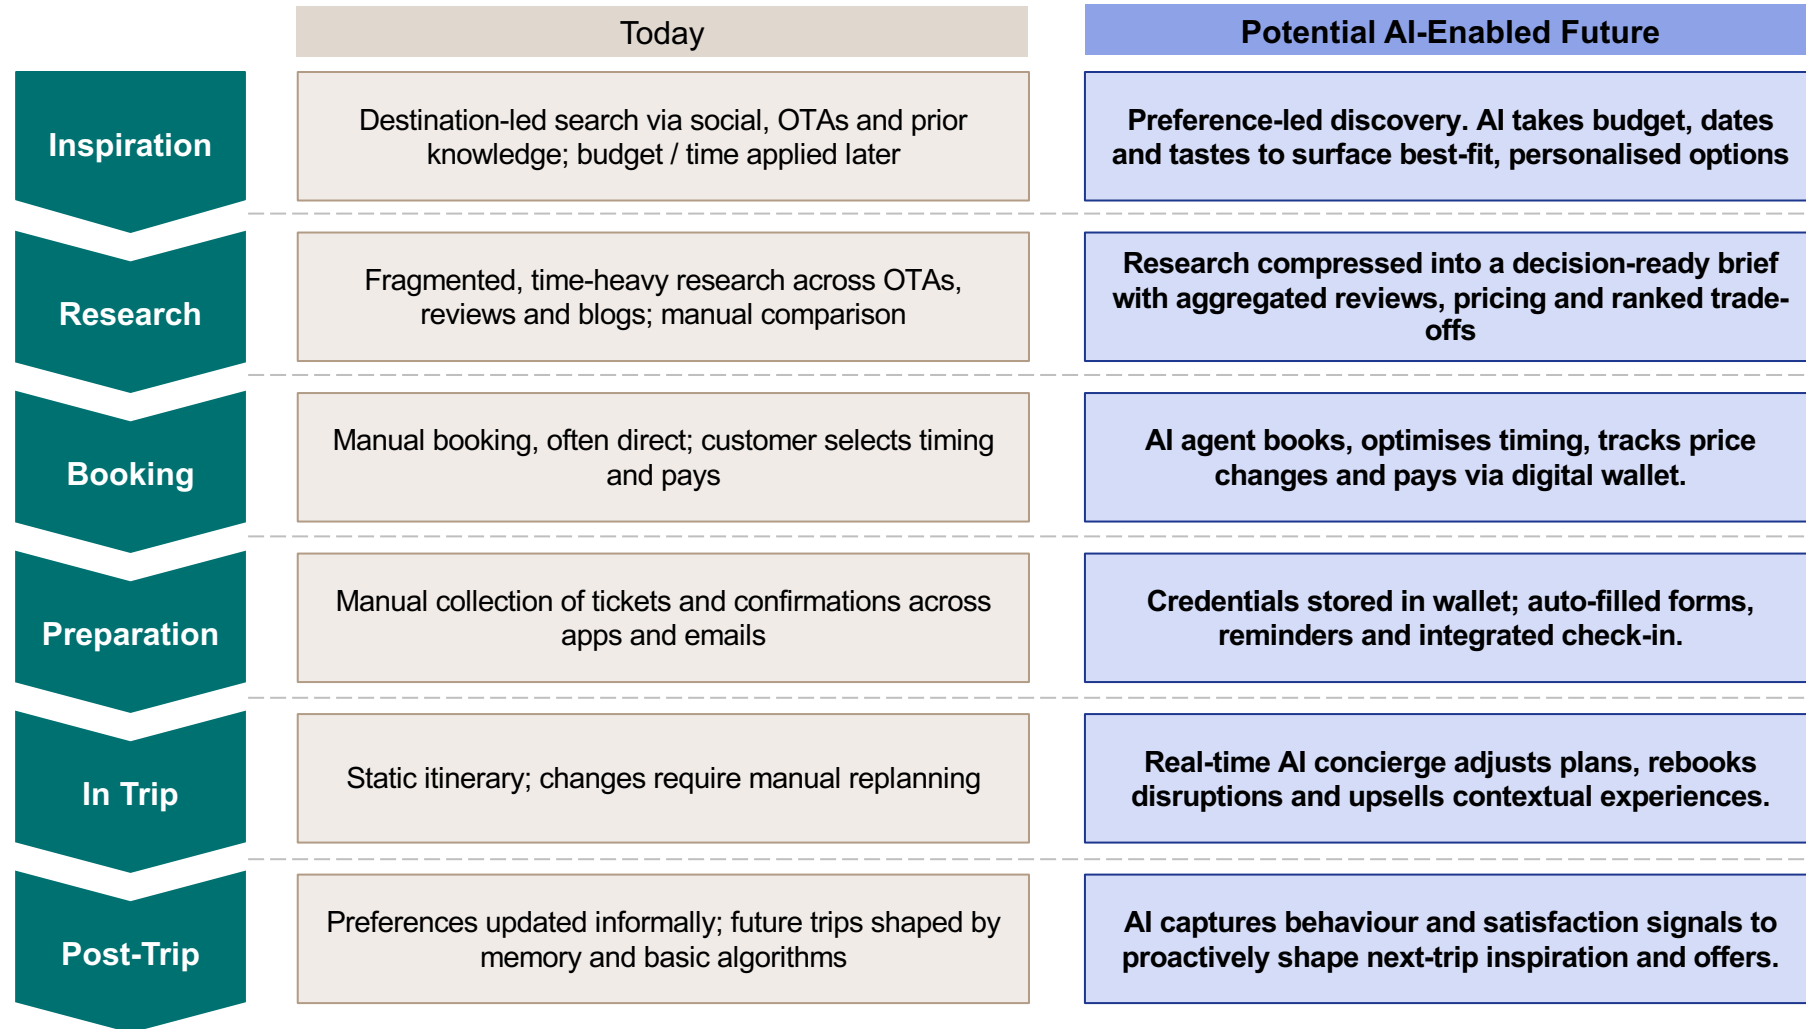 Today
Potential AI-Enabled Future
Inspiration
Destination-led search via social, OTAs and prior
knowledge; budget / time applied later
Preference-led discovery. AI takes budget, dates
and tastes to surface best-fit, personalised options
Research
Fragmented, time-heavy research across OTAs,
reviews and blogs; manual comparison
Research compressed into a decision-ready brief
with aggregated reviews, pricing and ranked trade-
offs
Booking
Manual booking, often direct; customer selects timing
and pays
AI agent books, optimises timing, tracks price
changes and pays via digital wallet.
Preparation
Manual collection of tickets and confirmations across
apps and emails
Credentials stored in wallet; auto-filled forms,
reminders and integrated check-in.
In Trip
Static itinerary; changes require manual replanning
Real-time AI concierge adjusts plans, rebooks
disruptions and upsells contextual experiences.
Post-Trip
Preferences updated informally; future trips shaped by
memory and basic algorithms
AI captures behaviour and satisfaction signals to
proactively shape next-trip inspiration and offers.